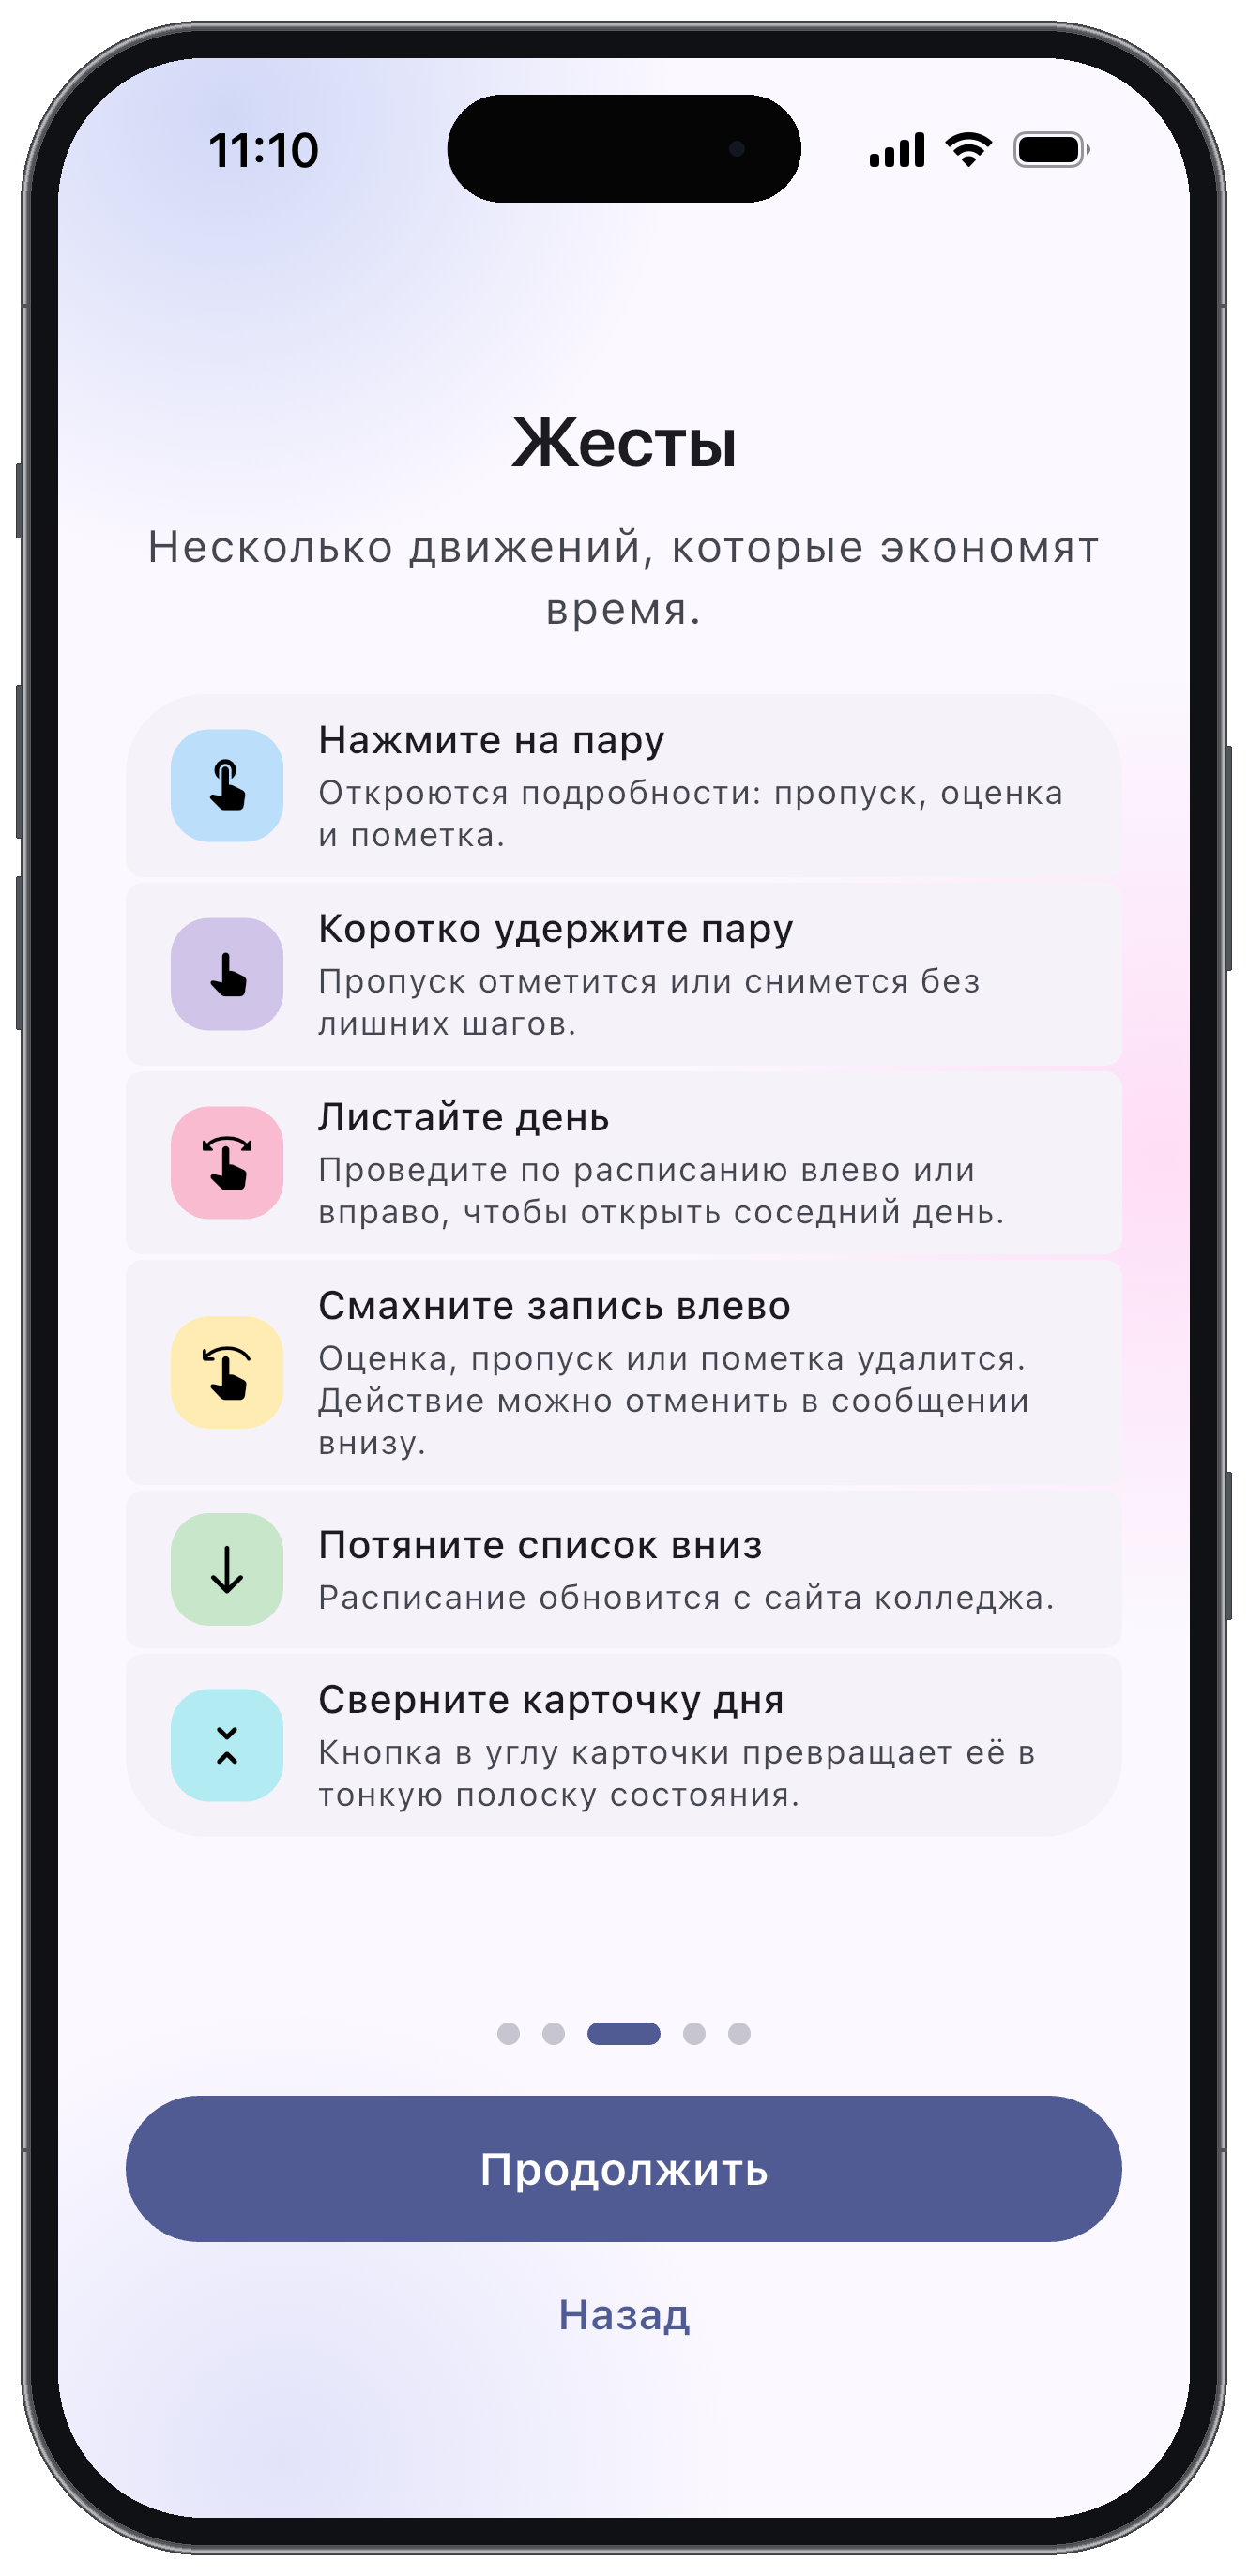 11:10
Жесты
Несколько движений, которые экономят
время.
Нажмите на пару
Откроются подробности: пропуск, оценка
и пометка.
Коротко удержите пару
Пропуск отметится или снимется без
лишних шагов.
Листайте день
Проведите по расписанию влево или
вправо, чтобы открыть соседний день.
Смахните запись влево
Оценка, пропуск или пометка удалится.
Действие можно отменить в сообщении
внизу.
Потяните список вниз
Расписание обновится с сайта колледжа.
Сверните карточку дня
Кнопка в углу карточки превращает её в
тонкую полоску состояния.
Продолжить
Назад